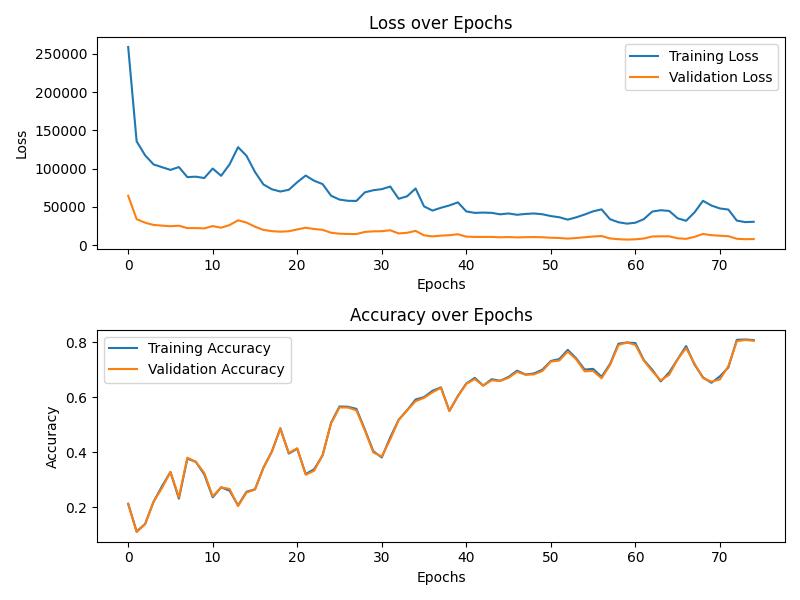 Loss over Epochs
250000
200000
150000
100000
50000
0
Loss
Training Loss
Validation Loss
0 10 20 30 40 50 60 70
Epochs
Accuracy over Epochs
0.8
0.6
0.4
0.2
Accuracy
Training Accuracy
Validation Accuracy
0 10 20 30 40 50 60 70
Epochs